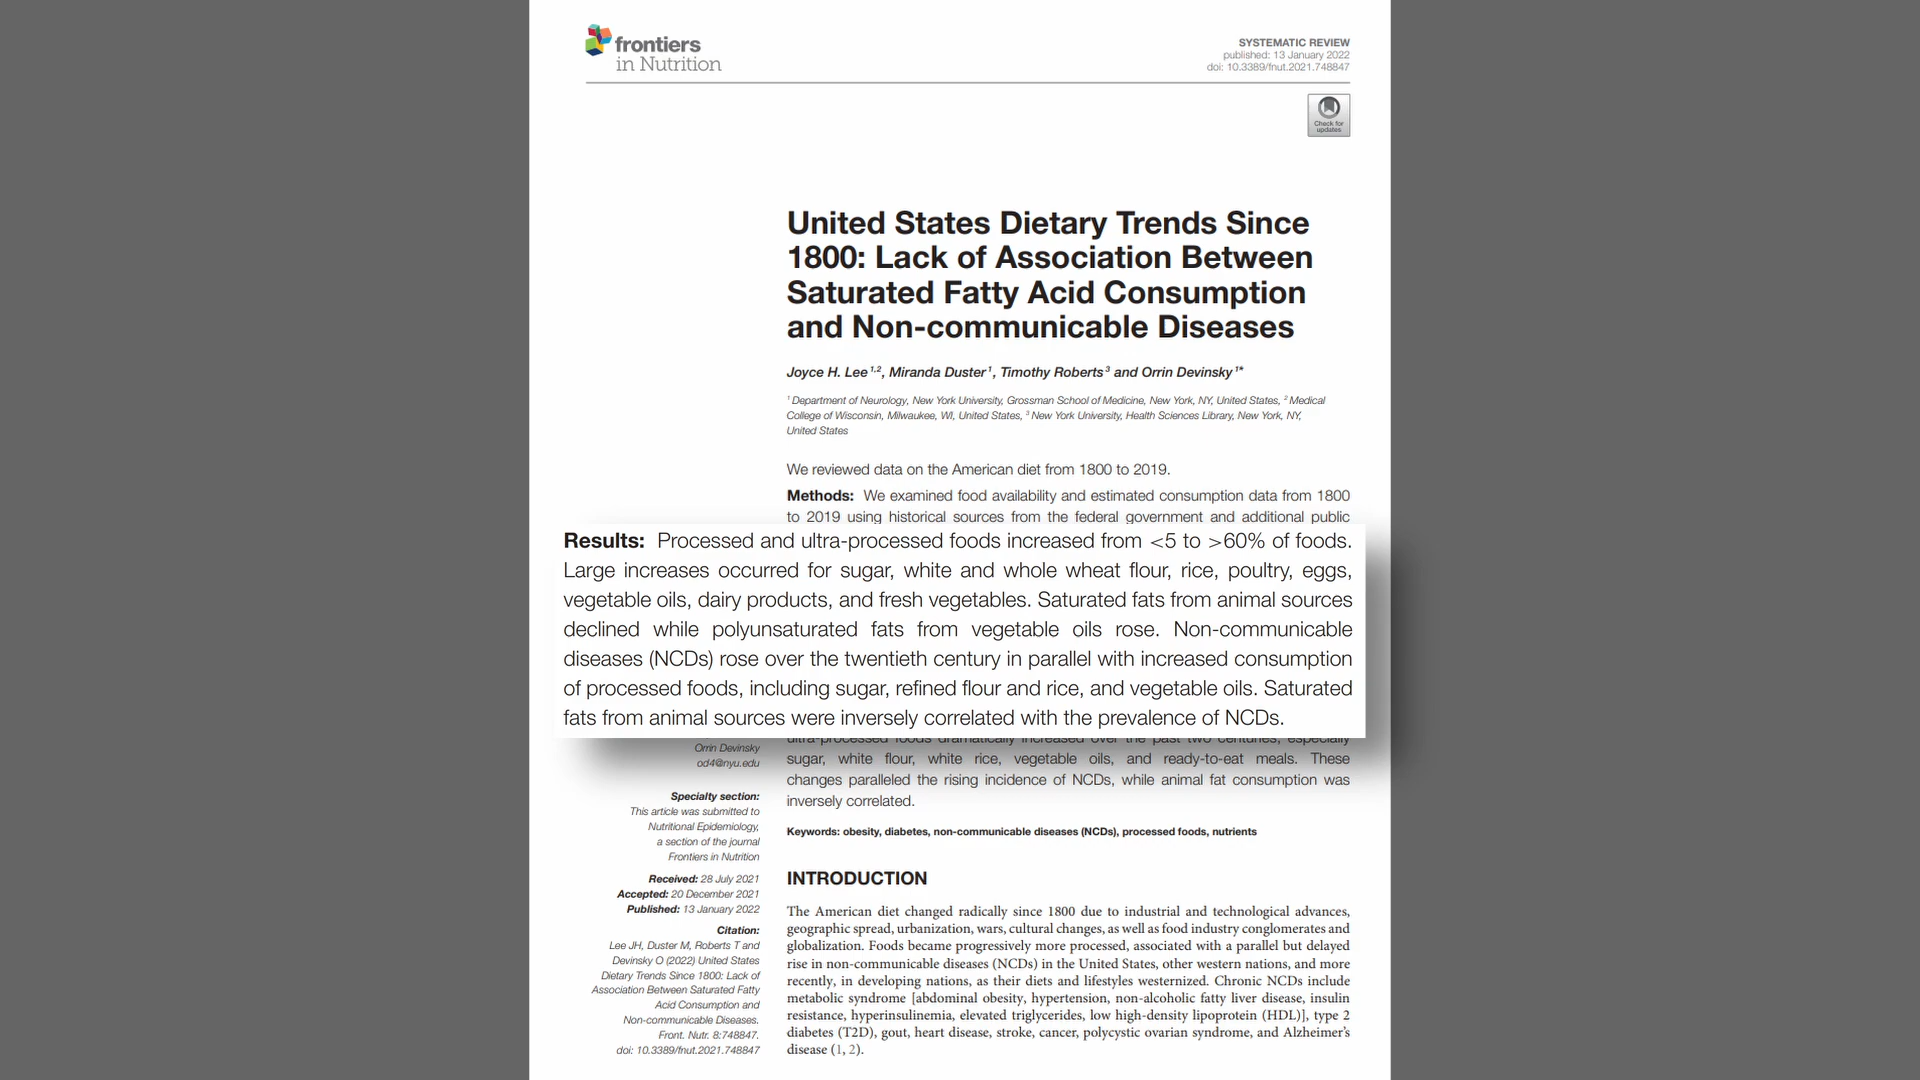 frontiers
in Nutrition
SYSTEMATIC REVIEW
published: 13 January 2022
doi: 10.3389/fnut.2021.748847
Check for
updates
United States Dietary Trends Since
1800: Lack of Association Between
Saturated Fatty Acid Consumption
and Non-communicable Diseases
Joyce H. Lee 1,2, Miranda Duster 1, Timothy Roberts 3 and Orrin Devinsky 1*
1 Department of Neurology, New York University, Grossman School of Medicine, New York, NY, United States, 2 Medical
College of Wisconsin, Milwaukee, WI, United States, 3 New York University, Health Sciences Library, New York, NY,
United States
We reviewed data on the American diet from 1800 to 2019.
Methods: We examined food availability and estimated consumption data from 1800
to 2019 using historical sources from the federal government and additional public
Results: Processed and ultra-processed foods increased from <5 to >60% of foods.
Large increases occurred for sugar, white and whole wheat flour, rice, poultry, eggs,
vegetable oils, dairy products, and fresh vegetables. Saturated fats from animal sources
declined while polyunsaturated fats from vegetable oils rose. Non-communicable
diseases (NCDs) rose over the twentieth century in parallel with increased consumption
of processed foods, including sugar, refined flour and rice, and vegetable oils. Saturated
fats from animal sources were inversely correlated with the prevalence of NCDs.
ultra-processed foods dramatically increased over the past two centuries, especially
sugar, white flour, white rice, vegetable oils, and ready-to-eat meals. These
changes paralleled the rising incidence of NCDs, while animal fat consumption was
inversely correlated.
Keywords: obesity, diabetes, non-communicable diseases (NCDs), processed foods, nutrients
Orrin Devinsky
od4@nyu.edu
Specialty section:
This article was submitted to
Nutritional Epidemiology,
a section of the journal
Frontiers in Nutrition
Received: 28 July 2021
Accepted: 20 December 2021
Published: 13 January 2022
Citation:
Lee JH, Duster M, Roberts T and
Devinsky O (2022) United States
Dietary Trends Since 1800: Lack of
Association Between Saturated Fatty
Acid Consumption and
Non-communicable Diseases.
Front. Nutr. 8:748847.
doi: 10.3389/fnut.2021.748847
INTRODUCTION
The American diet changed radically since 1800 due to industrial and technological advances,
geographic spread, urbanization, wars, cultural changes, as well as food industry conglomerates and
globalization. Foods became progressively more processed, associated with a parallel but delayed
rise in non-communicable diseases (NCDs) in the United States, other western nations, and more
recently, in developing nations, as their diets and lifestyles westernized. Chronic NCDs include
metabolic syndrome [abdominal obesity, hypertension, non-alcoholic fatty liver disease, insulin
resistance, hyperinsulinemia, elevated triglycerides, low high-density lipoprotein (HDL)], type 2
diabetes (T2D), gout, heart disease, stroke, cancer, polycystic ovarian syndrome, and Alzheimer's
disease (1, 2).